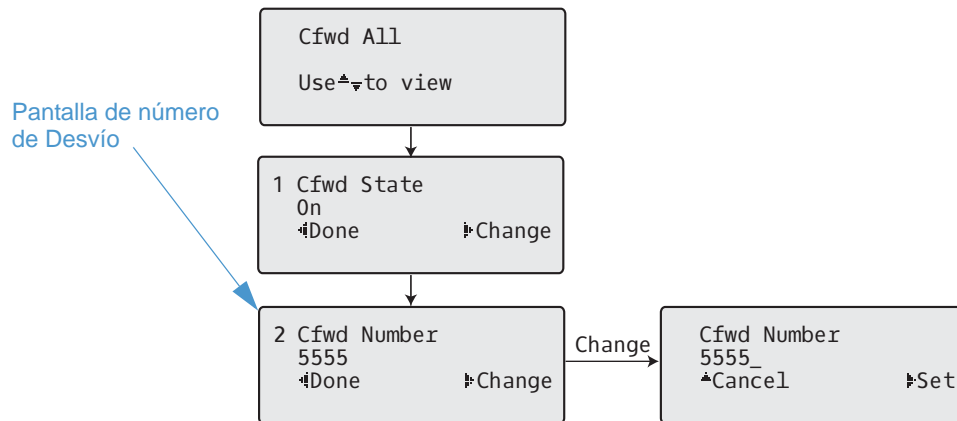 Cfwd All
Use▲▼to view
Pantalla de número
de Desvío
1 Cfwd State
On
◀Done ▶Change
2 Cfwd Number
5555
◀Done ▶Change
Change
Cfwd Number
5555_
▲Cancel ▶Set